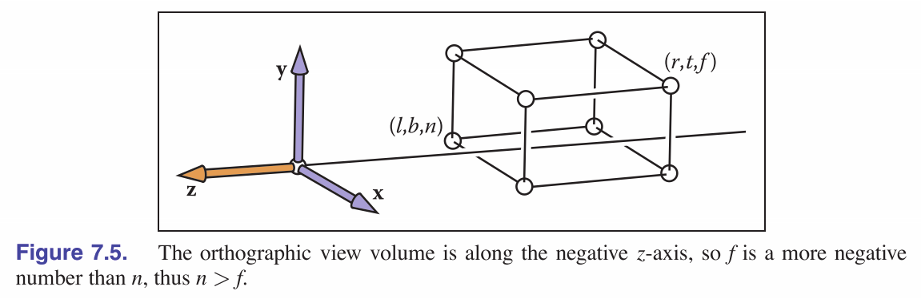 y
(r,t,f)
(l,b,n)
z
x
Figure 7.5. The orthographic view volume is along the negative z-axis, so f is a more negative
number than n, thus n > f.